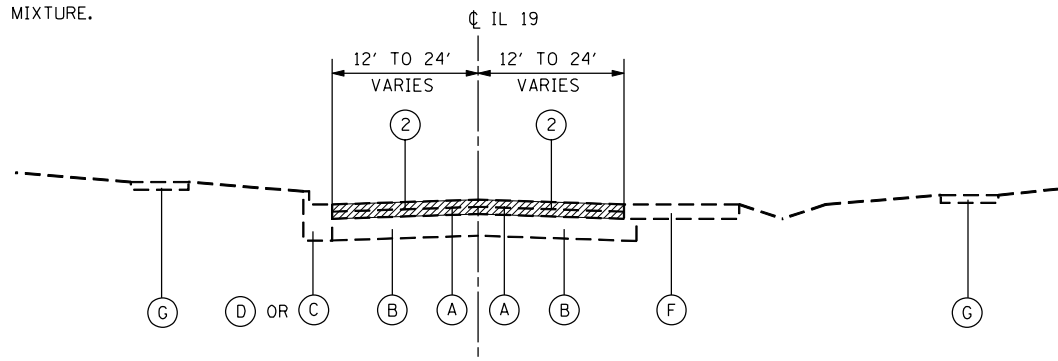 MIXTURE.
℄ IL 19
12' TO 24' 12' TO 24'
VARIES VARIES
2 2
G D OR C B A A B F G